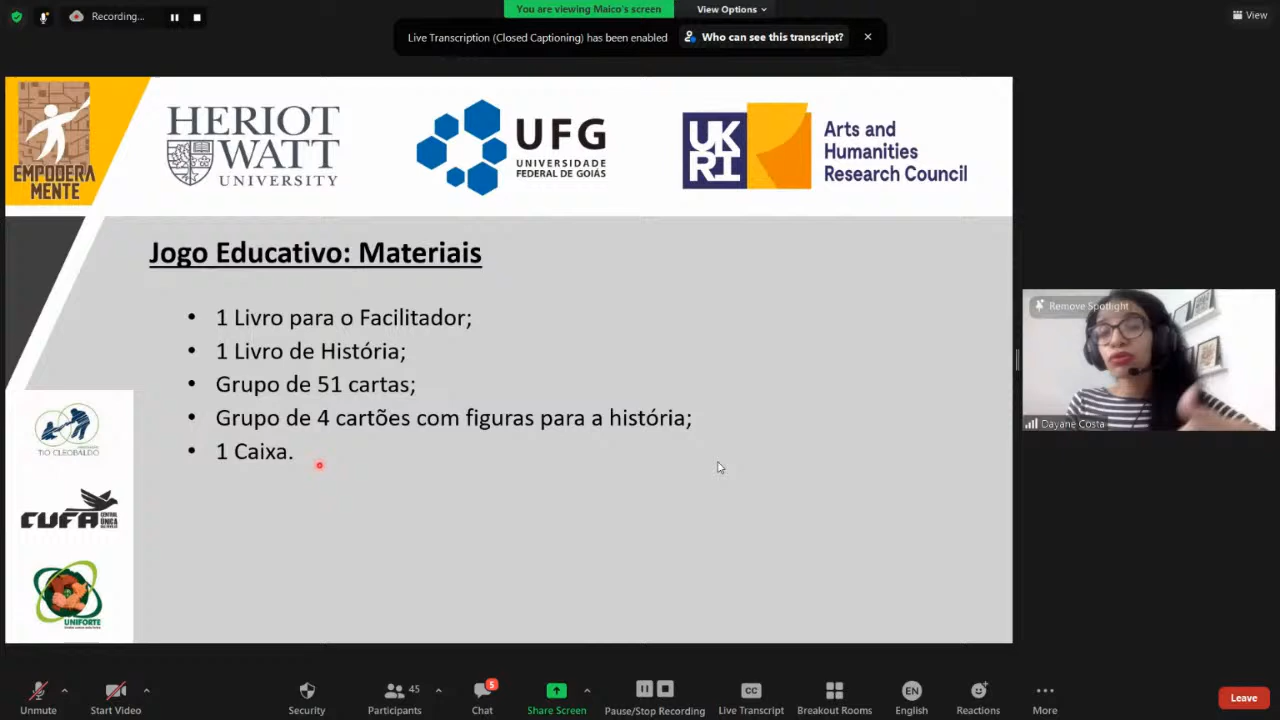 Recording...
You are viewing Maico's screen
View Options
View
Live Transcription (Closed Captioning) has been enabled
Who can see this transcript?
EMPODERA
MENTE
HERIOT
WATT
UNIVERSITY
UFG
UNIVERSIDADE
FEDERAL DE GOIÁS
UK
RI
Arts and
Humanities
Research Council
Jogo Educativo: Materiais
• 1 Livro para o Facilitador;
• 1 Livro de História;
• Grupo de 51 cartas;
• Grupo de 4 cartões com figuras para a história;
• 1 Caixa.
TIO CLEOBALDO
CUFA
CENTRAL
ÚNICA
UNIFORTE
Remove Spotlight
Dayane Costa
Unmute
Start Video
Security
45
Participants
5
Chat
Share Screen
Pause/Stop Recording
CC
Live Transcript
Breakout Rooms
EN
English
Reactions
More
Leave